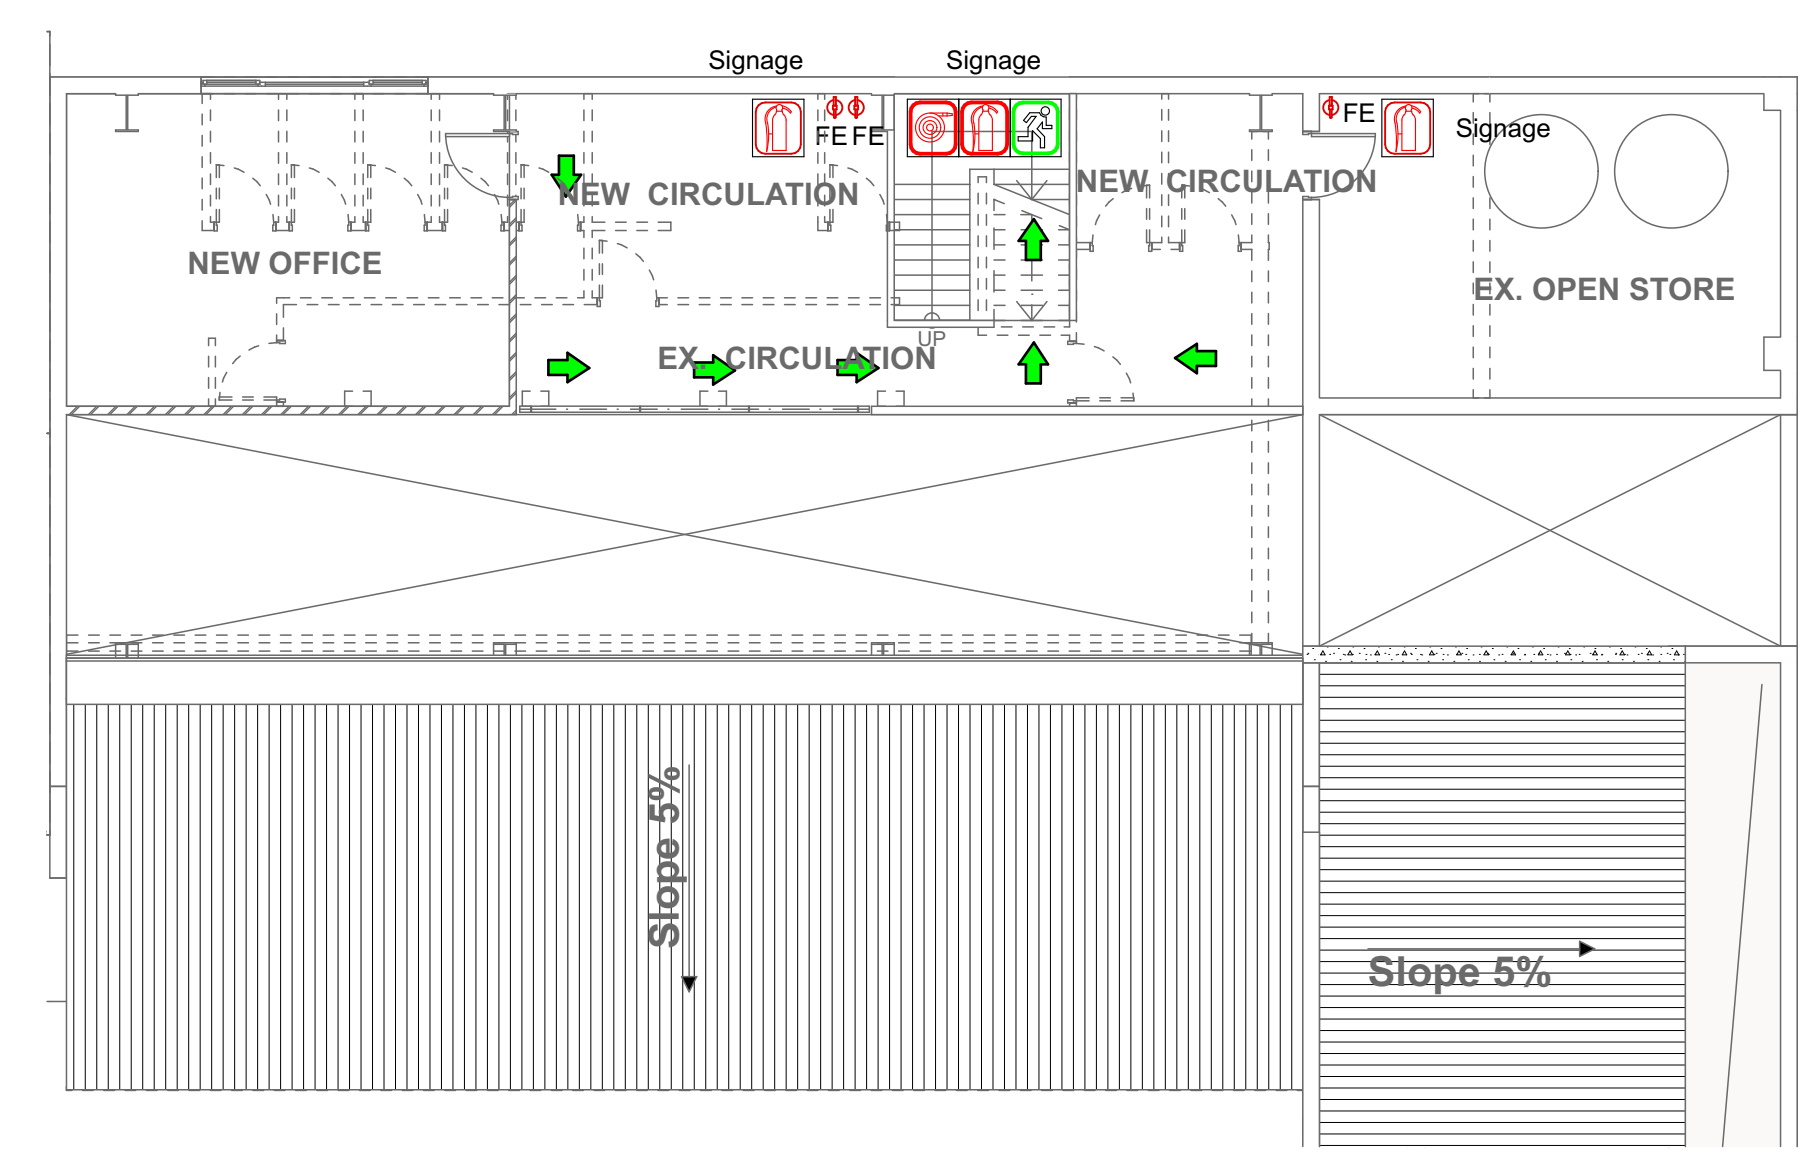 Signage
Signage
FE FE
FE
Signage
NEW CIRCULATION
NEW CIRCULATION
NEW OFFICE
EX. OPEN STORE
UP
EX. CIRCULATION
Slope 5%
Slope 5%